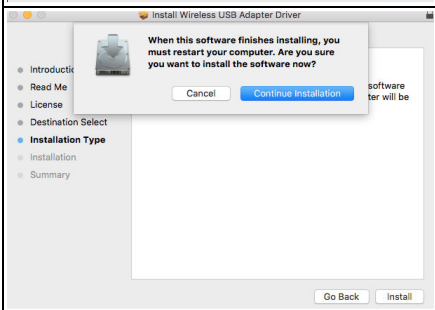 Install Wireless USB Adapter Driver
When this software finishes installing, you
must restart your computer. Are you sure
you want to install the software now?
Cancel
Continue Installation
Read Me
License
Destination Select
Installation Type
Installation
Summary
software
will be
Go Back
Install